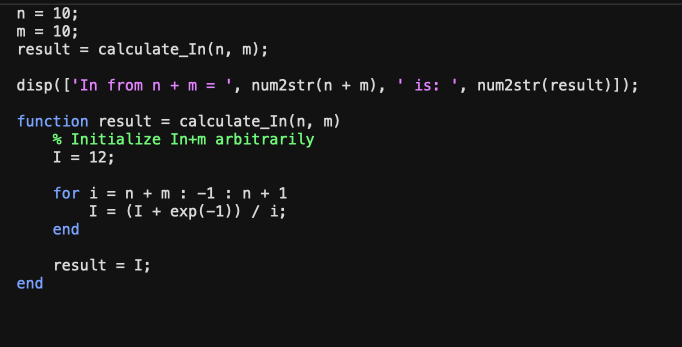 n = 10;
m = 10;
result = calculate_In(n, m);
disp(['In from n + m = ', num2str(n + m), ' is: ', num2str(result)]);
function result = calculate_In(n, m)
% Initialize In+m arbitrarily
I = 12;
for i = n + m : -1 : n + 1
I = (I + exp(-1)) / i;
end
result = I;
end